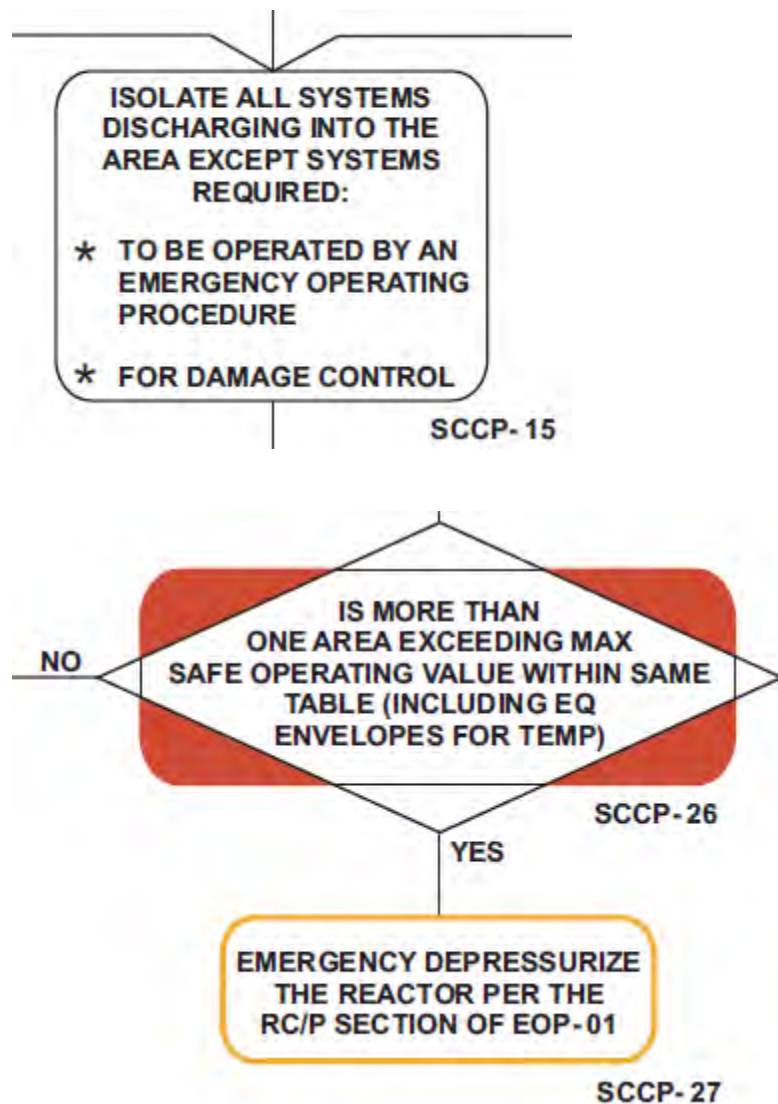 ISOLATE ALL SYSTEMS
DISCHARGING INTO THE
AREA EXCEPT SYSTEMS
REQUIRED:
* TO BE OPERATED BY AN
EMERGENCY OPERATING
PROCEDURE
* FOR DAMAGE CONTROL
SCCP-15
IS MORE THAN
ONE AREA EXCEEDING MAX
SAFE OPERATING VALUE WITHIN SAME
TABLE (INCLUDING EQ
ENVELOPES FOR TEMP)
NO
SCCP-26
YES
EMERGENCY DEPRESSURIZE
THE REACTOR PER THE
RC/P SECTION OF EOP-01
SCCP-27